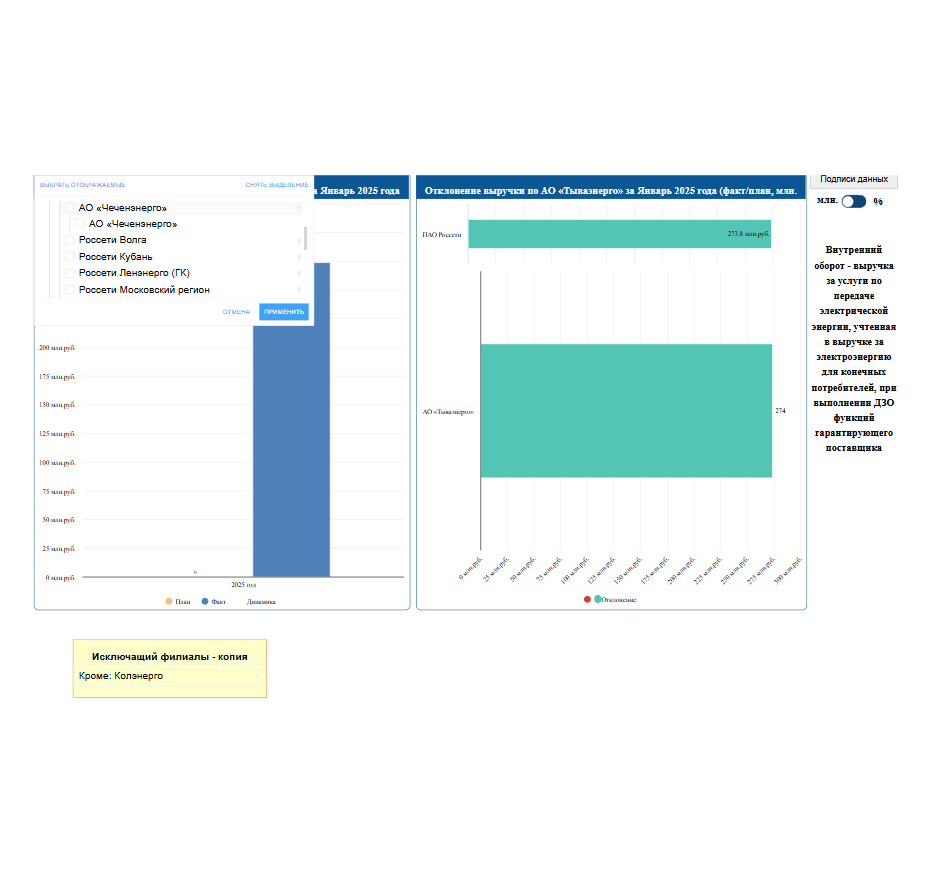 ВЫБРАТЬ ОТОБРАЖАЕМЫЕ
СНЯТЬ ВЫДЕЛЕНИЕ
Январь 2025 года
АО «Чеченэнерго»
АО «Чеченэнерго»
Россети Волга
Россети Кубань
Россети Ленэнерго (ГК)
Россети Московский регион
ОТМЕНА
ПРИМЕНИТЬ
200 млн.руб.
175 млн.руб.
150 млн.руб.
125 млн.руб.
100 млн.руб.
75 млн.руб.
50 млн.руб.
25 млн.руб.
0 млн.руб.
0
2025 год
План Факт Динамика
Отклонение выручки по АО «Тываэнерго» за Январь 2025 года (факт/план, млн.
ПАО Россети
273.8 млн.руб.
АО «Тываэнерго»
274
0 млн.руб.
25 млн.руб.
50 млн.руб.
75 млн.руб.
100 млн.руб.
125 млн.руб.
150 млн.руб.
175 млн.руб.
200 млн.руб.
225 млн.руб.
250 млн.руб.
275 млн.руб.
300 млн.руб.
Отклонение
Подписи данных
млн. %
Внутренний
оборот - выручка
за услуги по
передаче
электрической
энергии, учтенная
в выручке за
электроэнергию
для конечных
потребителей, при
выполнении ДЗО
функций
гарантирующего
поставщика
Исключащий филиалы - копия
Кроме: Колэнерго